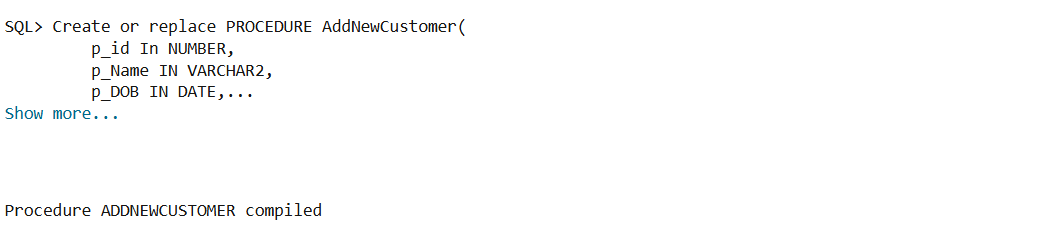 SQL> Create or replace PROCEDURE AddNewCustomer(
p_id In NUMBER,
p_Name IN VARCHAR2,
p_DOB IN DATE,...
Show more...
Procedure ADDNEWCUSTOMER compiled